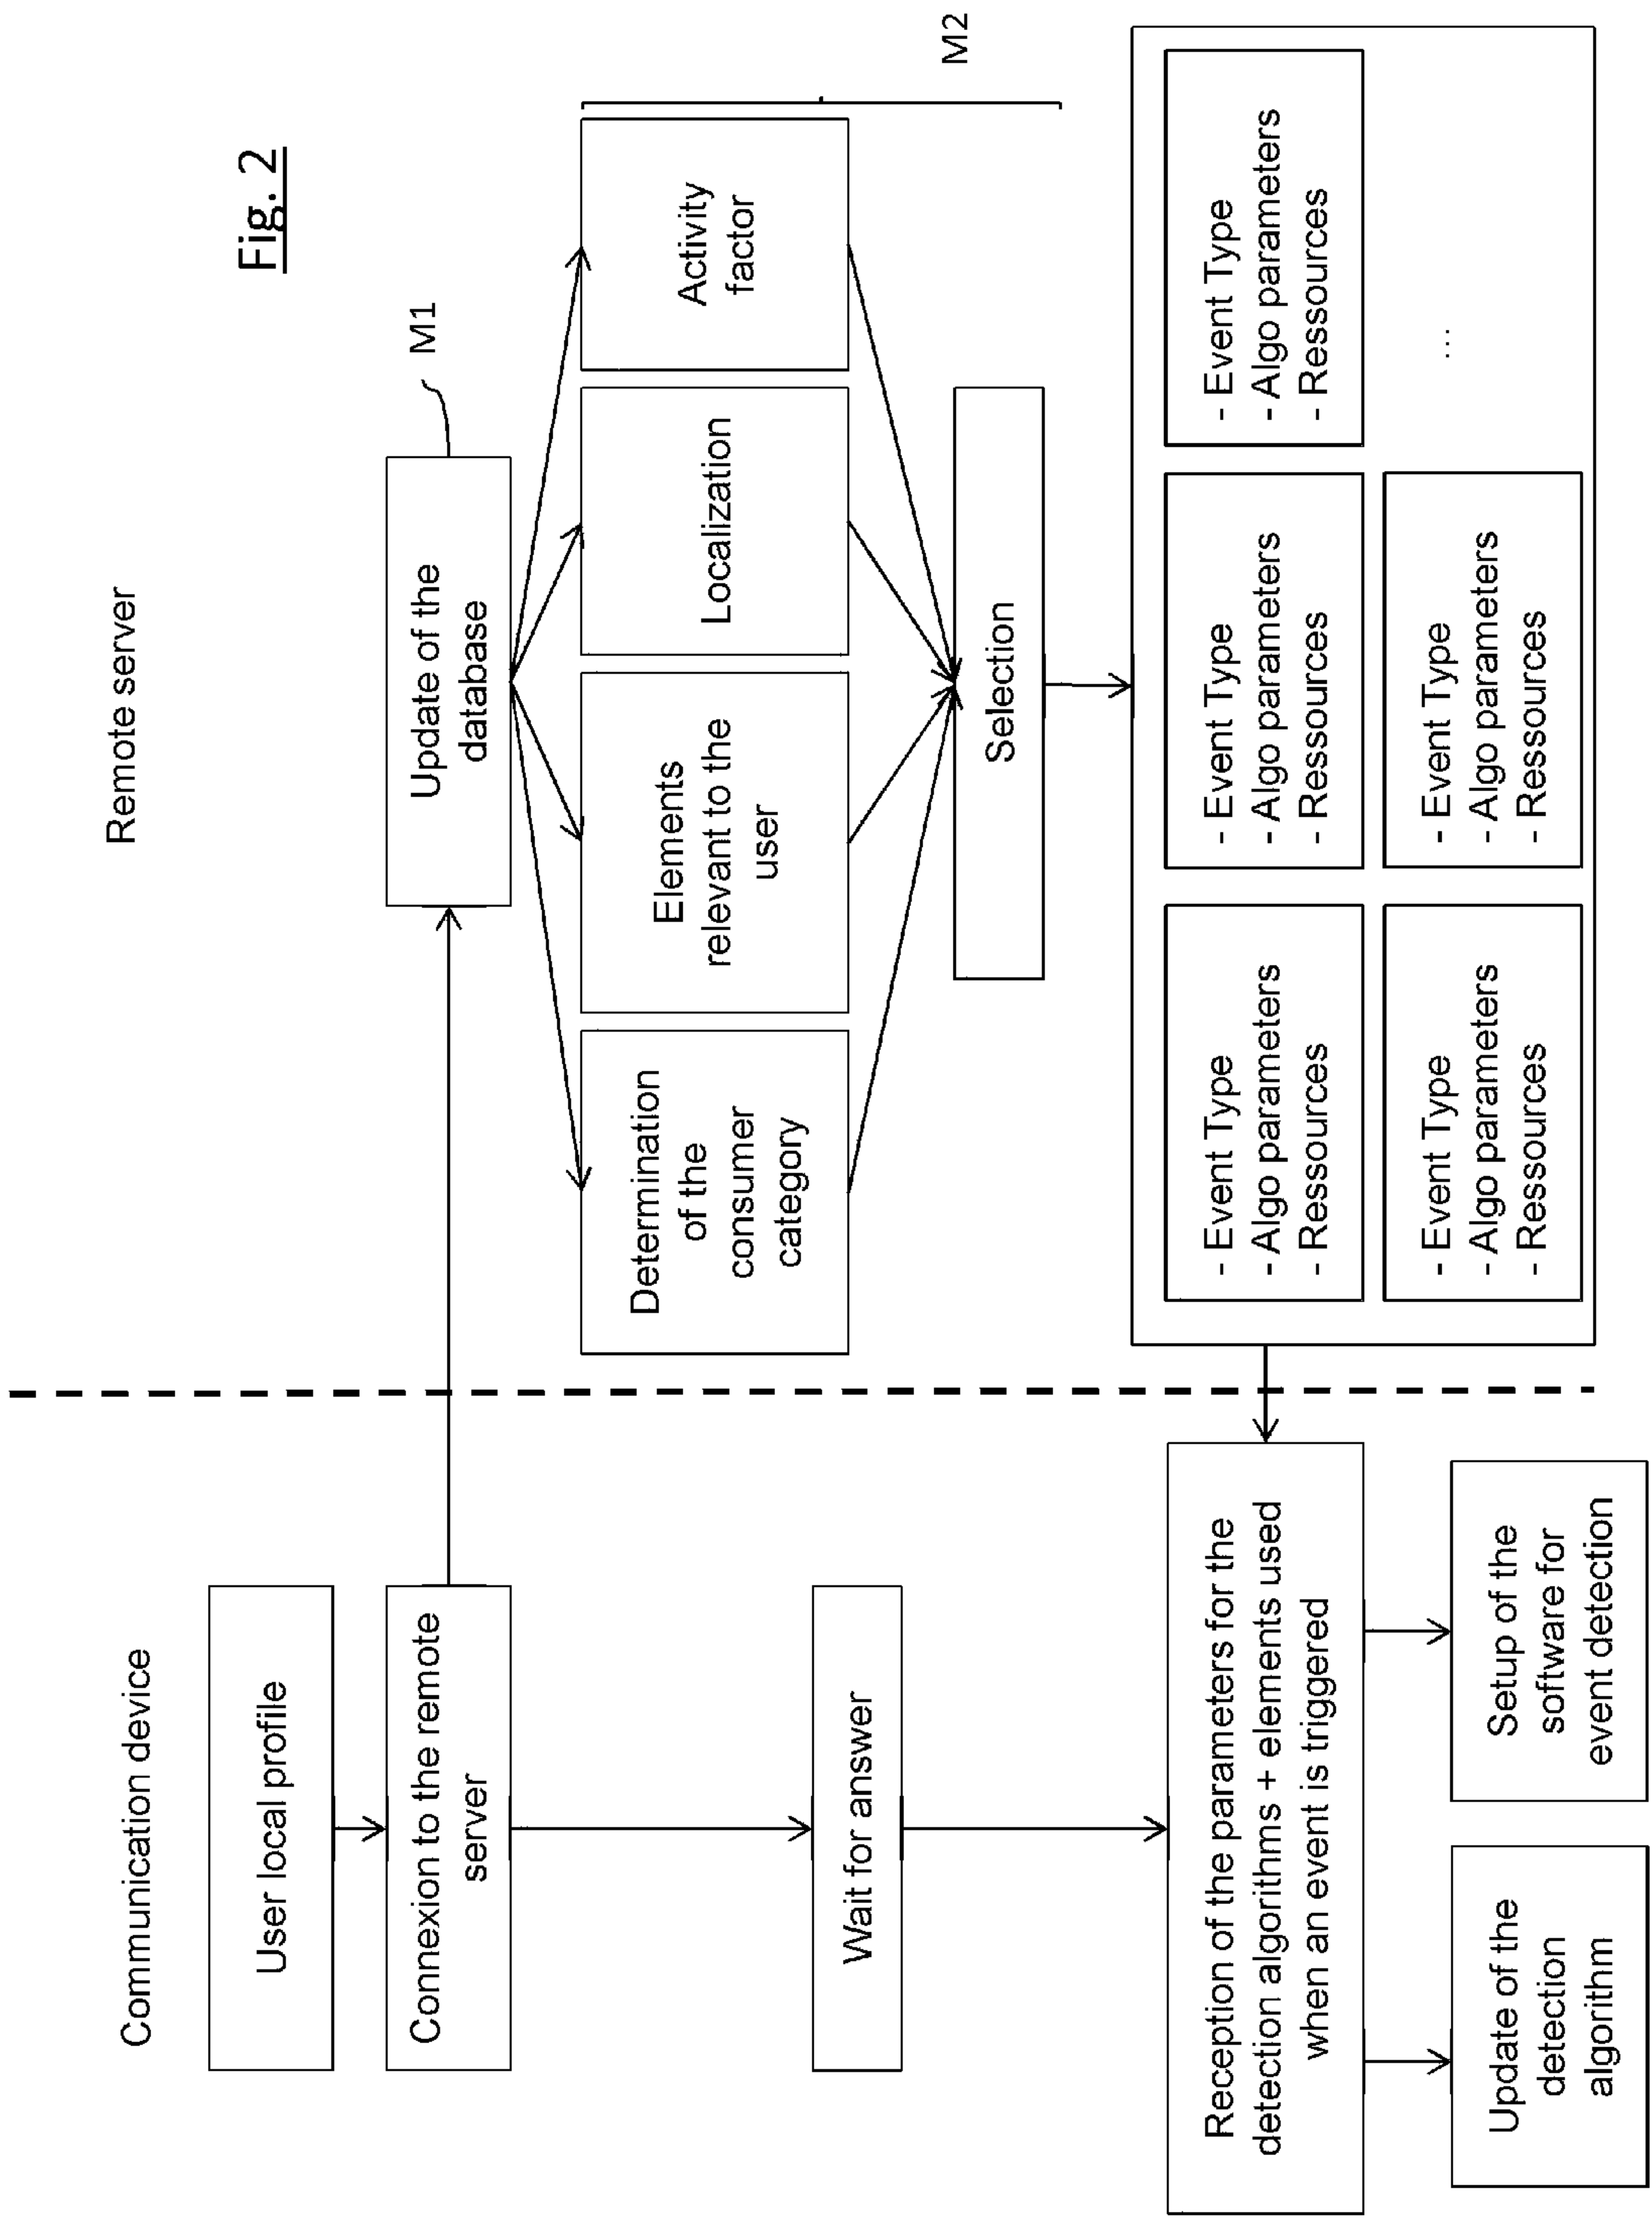 Fig. 2
Communication device
Remote server
User local profile
Connexion to the remote
server
Wait for answer
Reception of the parameters for the
detection algorithms + elements used
when an event is triggered
Update of the
detection
algorithm
Setup of the
software for
event detection
Update of the
database
M1
Determination
of the
consumer
category
Elements
relevant to the
user
Localization
Activity
factor
M2
Selection
- Event Type
- Algo parameters
- Ressources
- Event Type
- Algo parameters
- Ressources
- Event Type
- Algo parameters
- Ressources
- Event Type
- Algo parameters
- Ressources
- Event Type
- Algo parameters
- Ressources
...